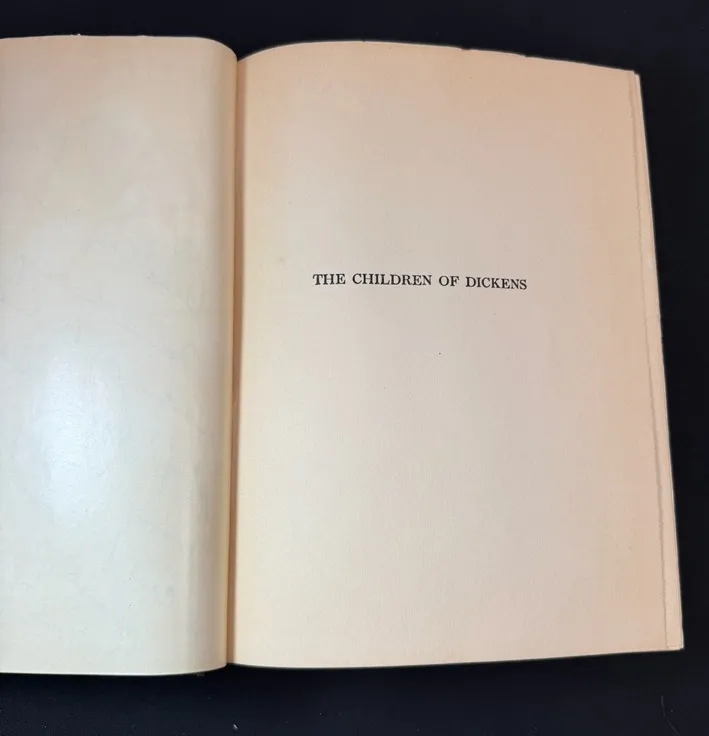 THE CHILDREN OF DICKENS